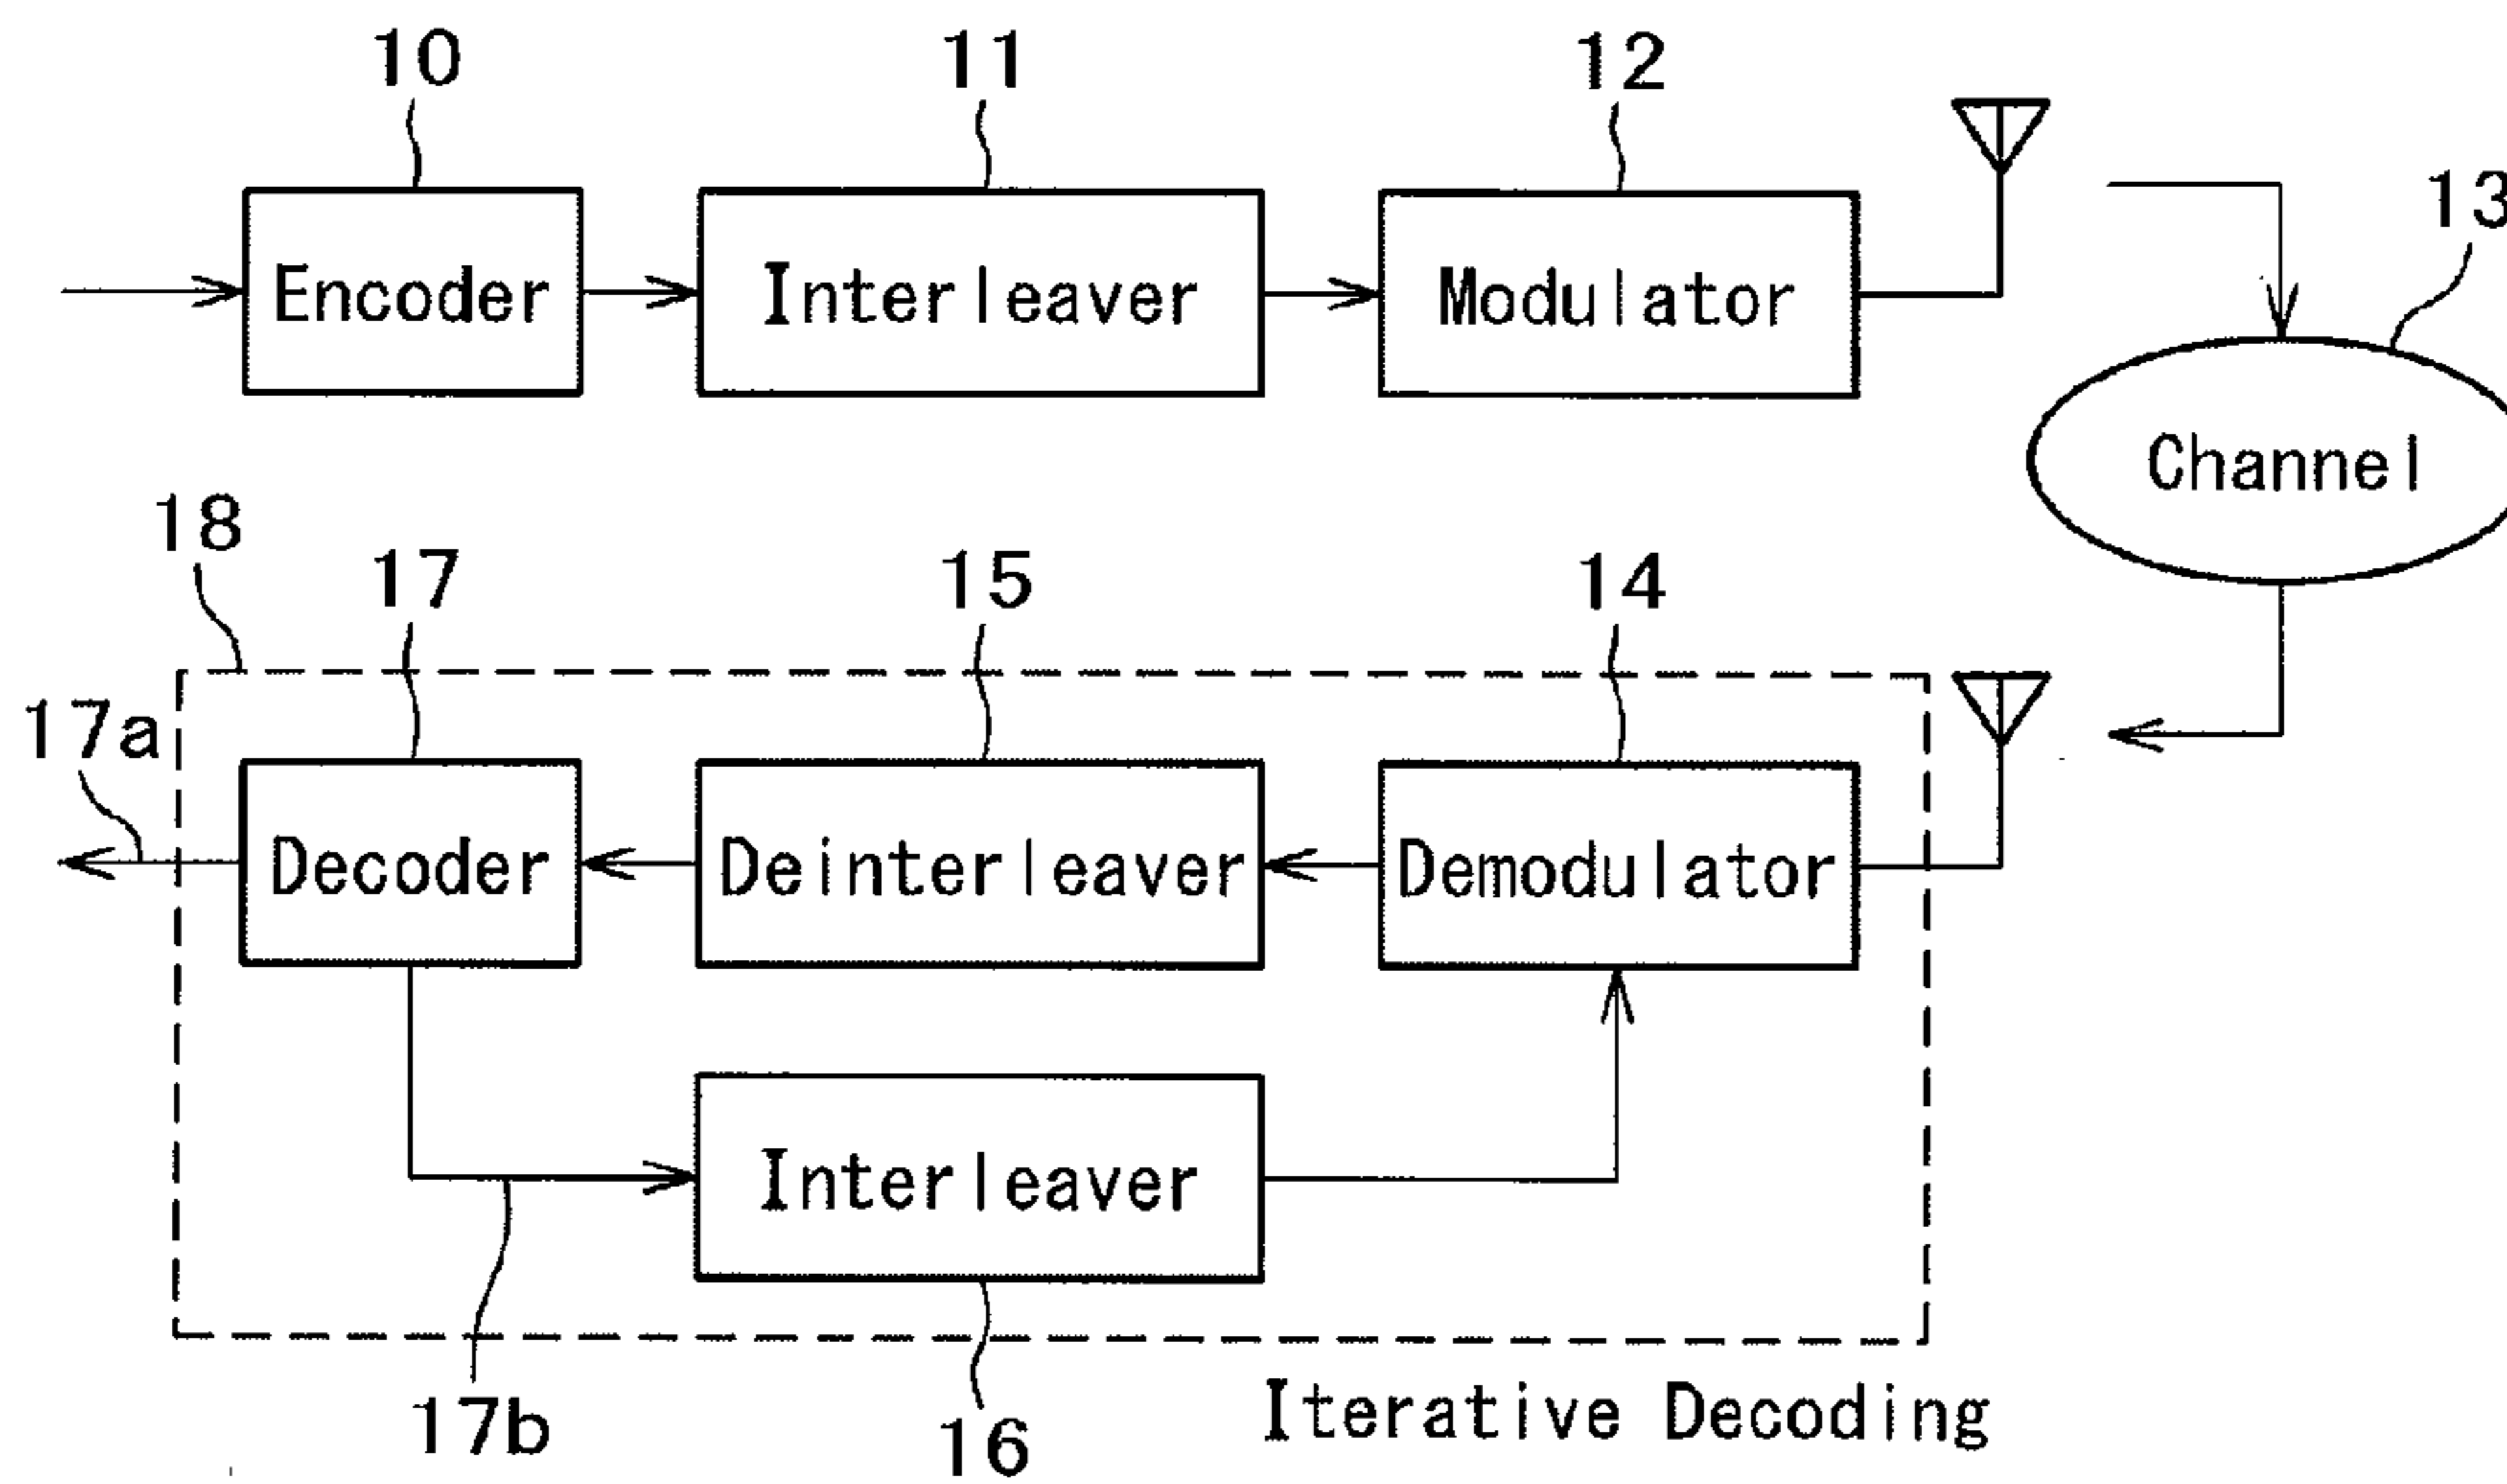 10 11 12
13
Encoder Interleaver Modulator
Channel
18
17 15 14
17a
Decoder Deinterleaver Demodulator
Interleaver
17b 16
Iterative Decoding